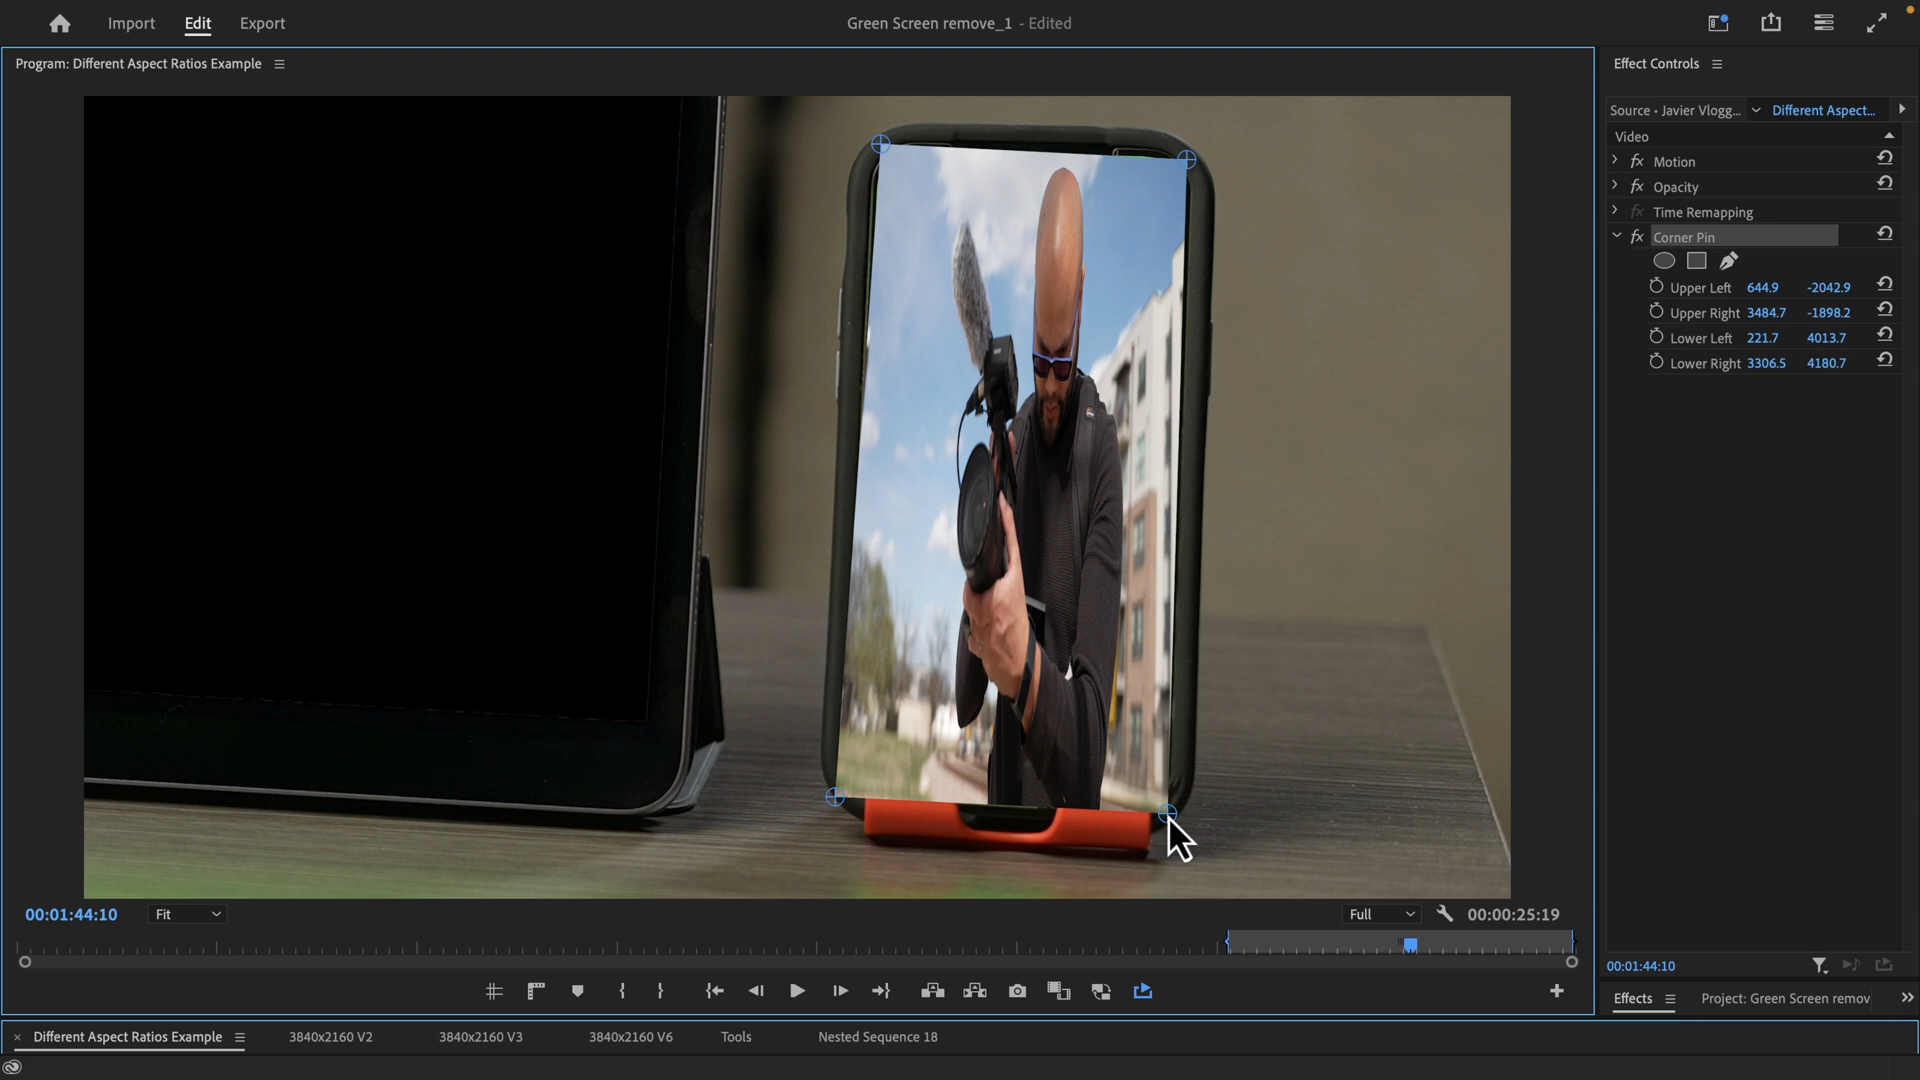 Import Edit Export Green Screen remove_1 - Edited
Program: Different Aspect Ratios Example
Effect Controls
Source • Javier Vlogg... Different Aspect...
Video
fx Motion
fx Opacity
fx Time Remapping
fx Corner Pin
Upper Left 644.9 -2042.9
Upper Right 3484.7 -1898.2
Lower Left 221.7 4013.7
Lower Right 3306.5 4180.7
00:01:44:10 Fit Full 00:00:25:19
00:01:44:10
Effects Project: Green Screen remov
Different Aspect Ratios Example 3840x2160 V2 3840x2160 V3 3840x2160 V6 Tools Nested Sequence 18